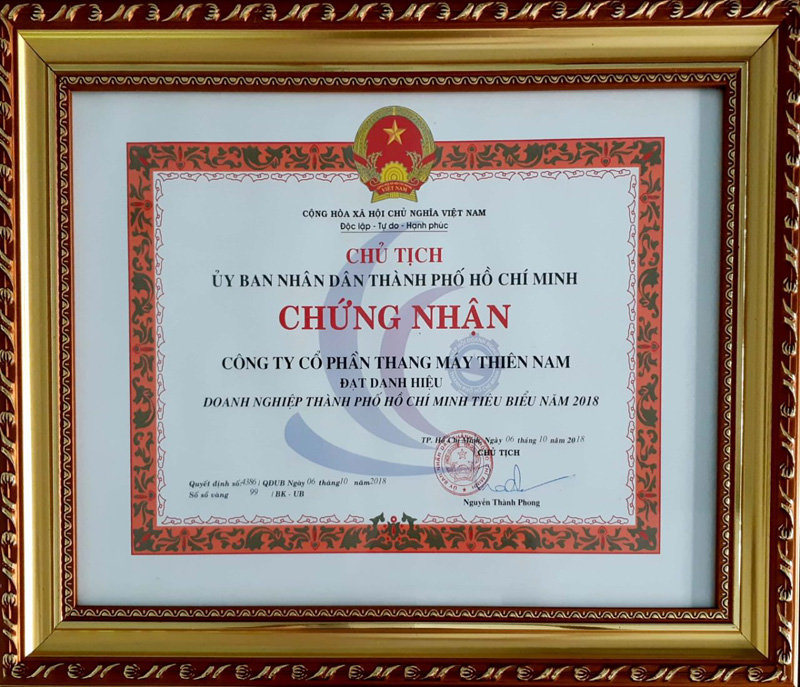 VIỆT NAM
CỘNG HÒA XÃ HỘI CHỦ NGHĨA VIỆT NAM
Độc lập - Tự do - Hạnh phúc
CHỦ TỊCH
ỦY BAN NHÂN DÂN THÀNH PHỐ HỒ CHÍ MINH
CHỨNG NHẬN
CÔNG TY CỔ PHẦN THANG MÁY THIÊN NAM
ĐẠT DANH HIỆU
DOANH NGHIỆP THÀNH PHỐ HỒ CHÍ MINH TIÊU BIỂU NĂM 2018
TP. Hồ Chí Minh, Ngày 06 tháng 10 năm 2018
CHỦ TỊCH
Quyết định số: 4386 / QDUB Ngày 06 tháng 10 năm 2018
Số sổ vàng 99 / BK - UB
Nguyễn Thành Phong